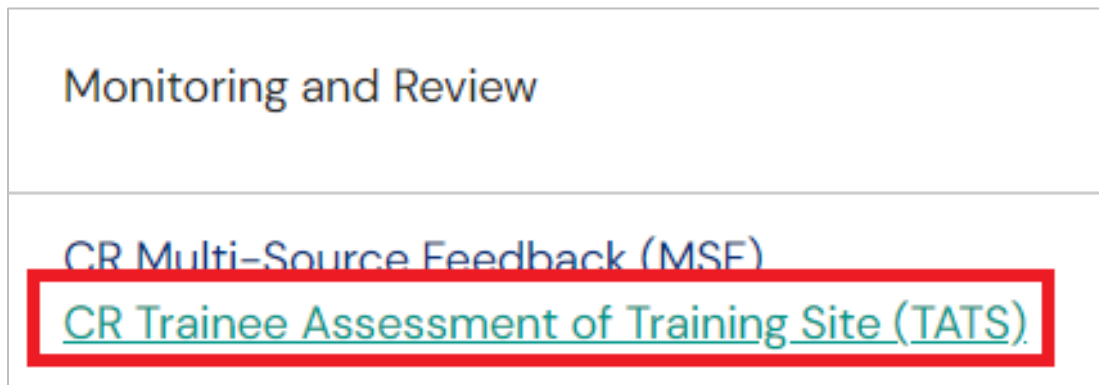 Monitoring and Review
CR Multi-Source Feedback (MSF)
CR Trainee Assessment of Training Site (TATS)